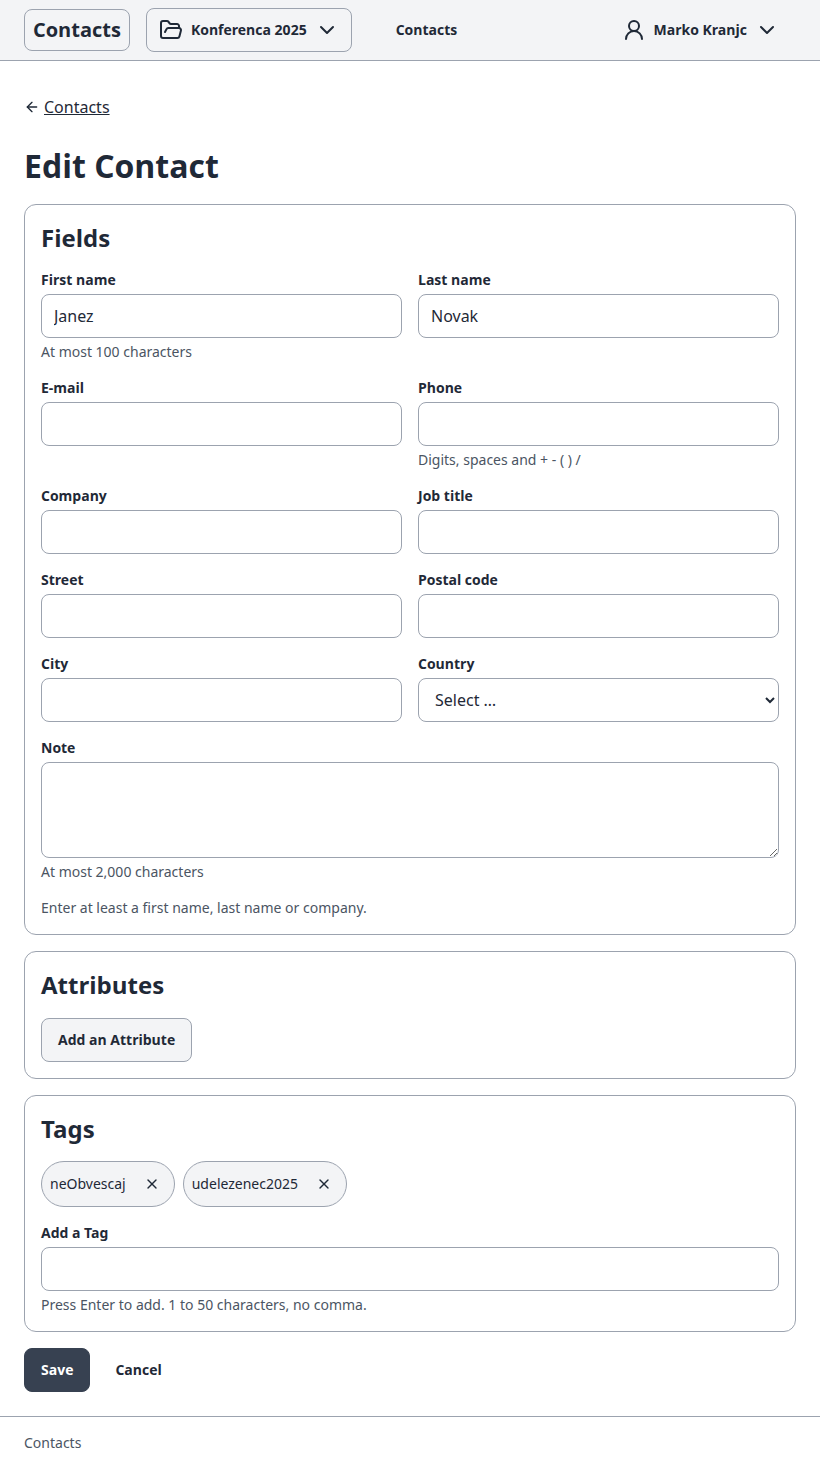 Contacts Konferenca 2025 Contacts Marko Kranjc
Contacts
Edit Contact
Fields
First name Last name
Janez Novak
At most 100 characters
E-mail Phone
Digits, spaces and + - ( ) /
Company Job title
Street Postal code
City Country
Select ...
Note
At most 2,000 characters
Enter at least a first name, last name or company.
Attributes
Add an Attribute
Tags
neObvescaj udelezenec2025
Add a Tag
Press Enter to add. 1 to 50 characters, no comma.
Save Cancel
Contacts